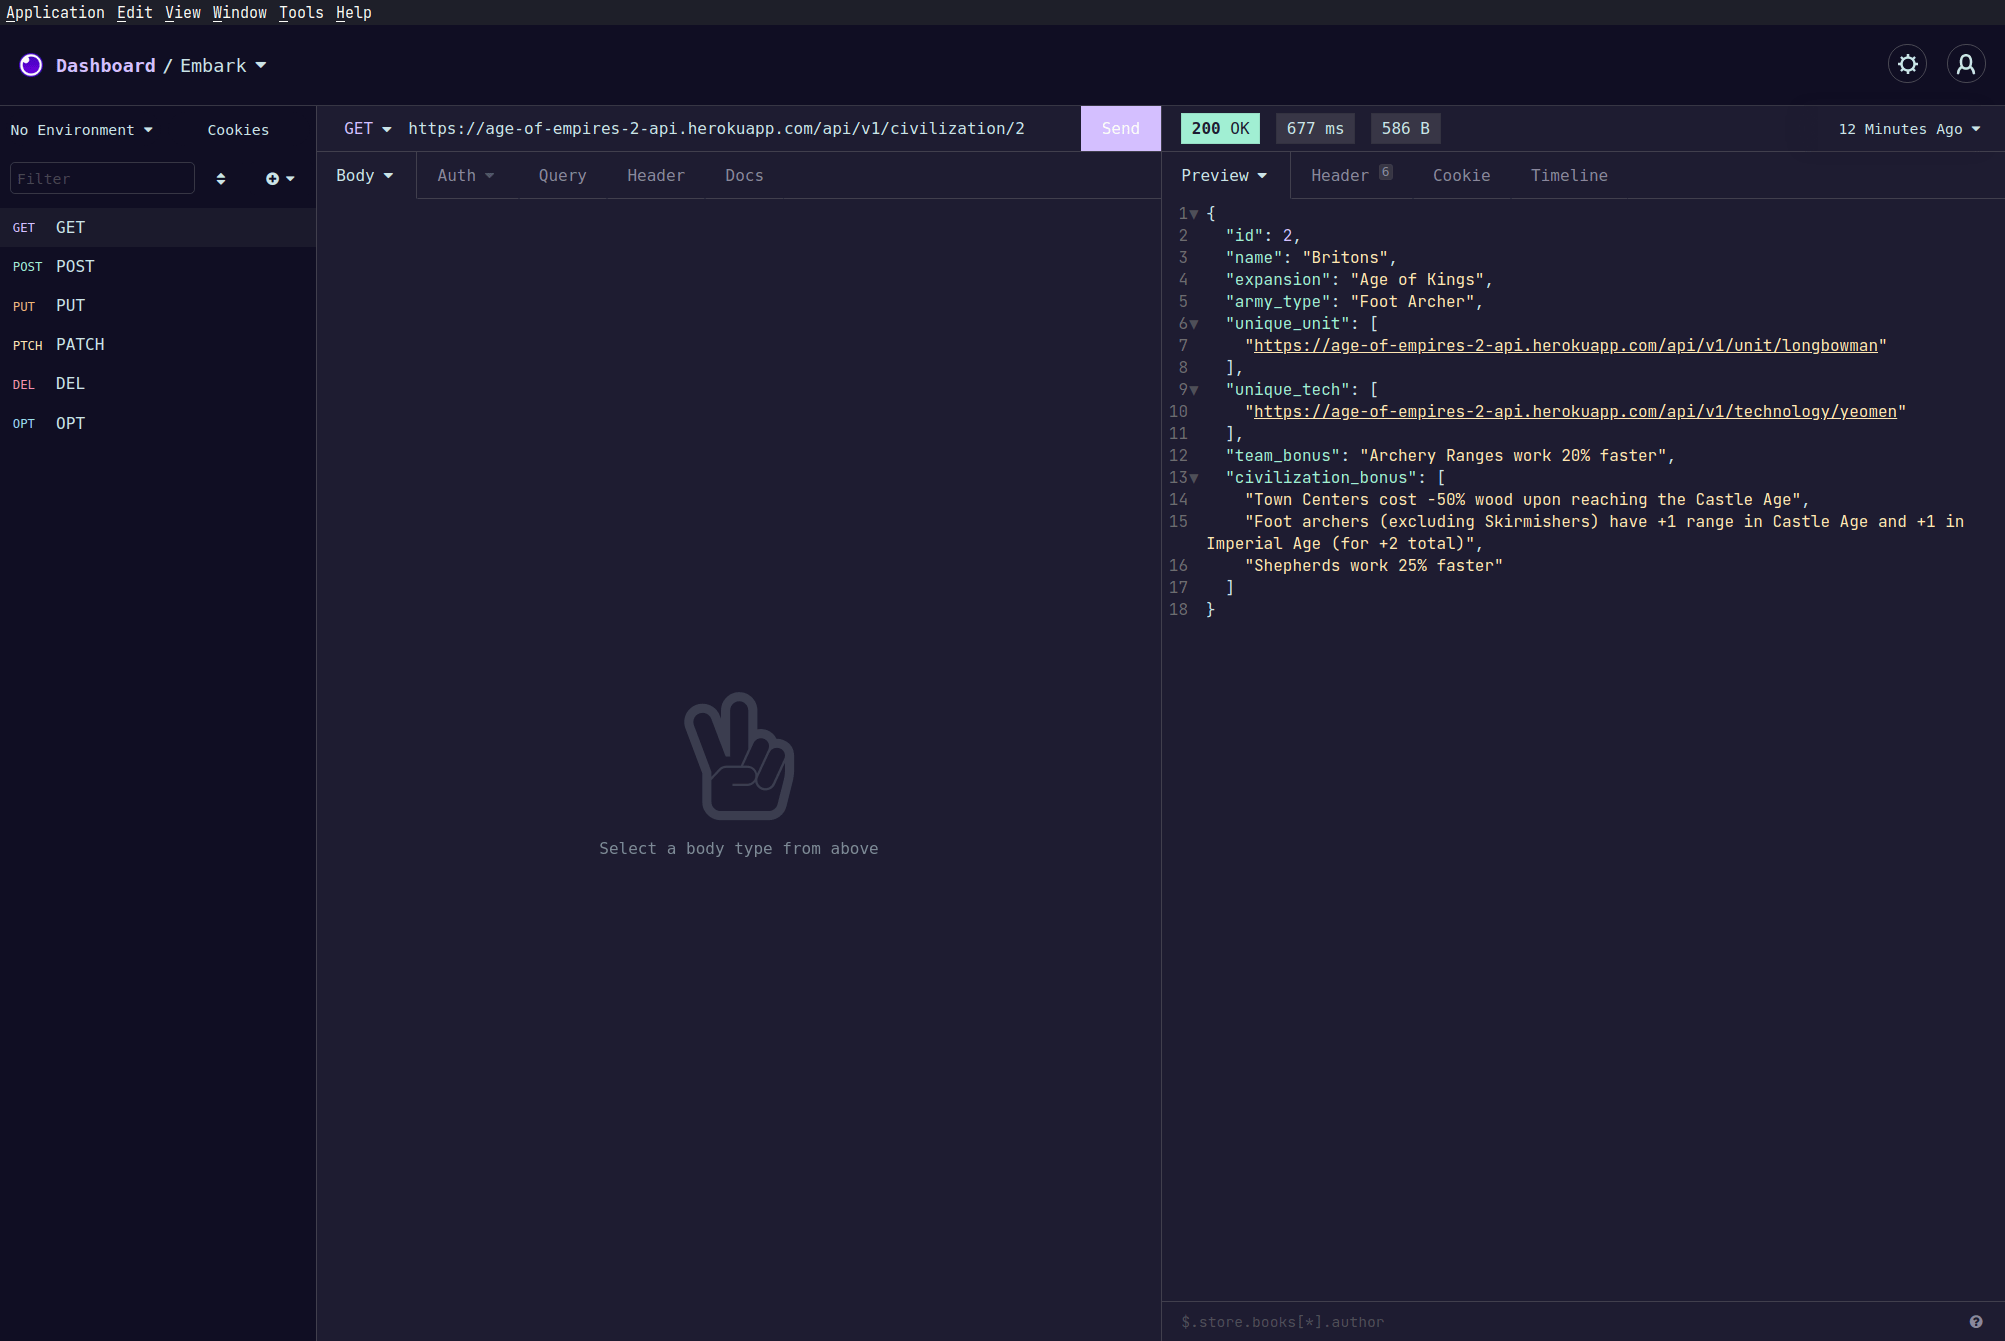 Application Edit View Window Tools Help
Dashboard / Embark
No Environment Cookies
Filter
GET GET
POST POST
PUT PUT
PTCH PATCH
DEL DEL
OPT OPT
GET https://age-of-empires-2-api.herokuapp.com/api/v1/civilization/2 Send
Body Auth Query Header Docs
Select a body type from above
200 OK 677 ms 586 B 12 Minutes Ago
Preview Header 6 Cookie Timeline
1 {
2 "id": 2,
3 "name": "Britons",
4 "expansion": "Age of Kings",
5 "army_type": "Foot Archer",
6 "unique_unit": [
7 "https://age-of-empires-2-api.herokuapp.com/api/v1/unit/longbowman"
8 ],
9 "unique_tech": [
10 "https://age-of-empires-2-api.herokuapp.com/api/v1/technology/yeomen"
11 ],
12 "team_bonus": "Archery Ranges work 20% faster",
13 "civilization_bonus": [
14 "Town Centers cost -50% wood upon reaching the Castle Age",
15 "Foot archers (excluding Skirmishers) have +1 range in Castle Age and +1 in
Imperial Age (for +2 total)",
16 "Shepherds work 25% faster"
17 ]
18 }
$.store.books[*].author